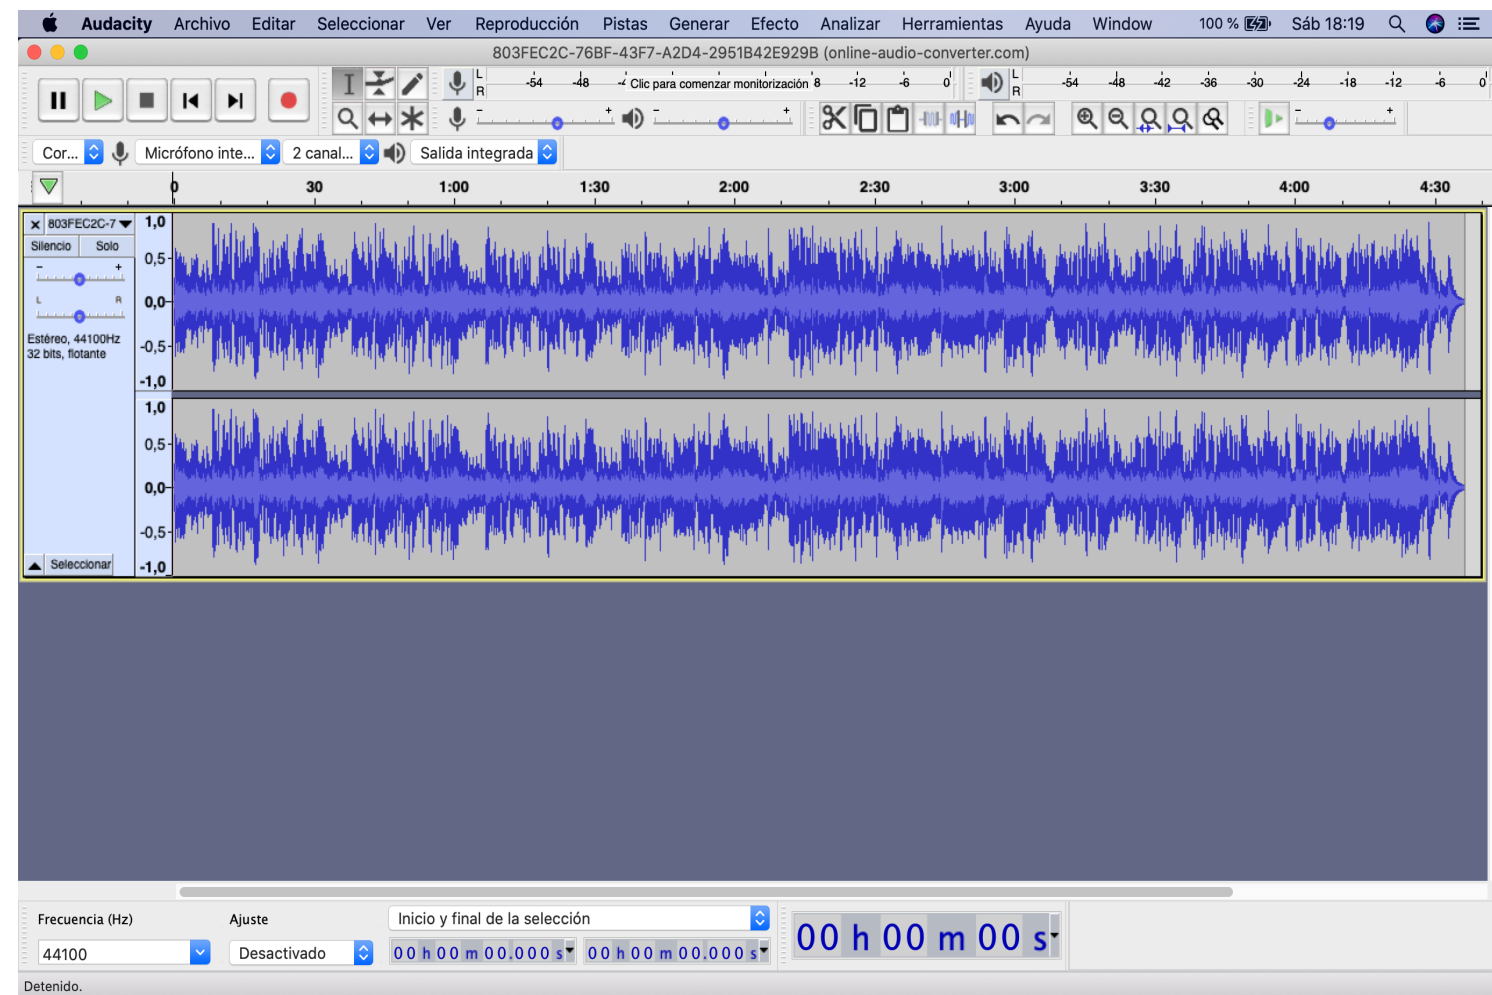 Audacity Archivo Editar Seleccionar Ver Reproducción Pistas Generar Efecto Analizar Herramientas Ayuda Window 100 % Sáb 18:19
803FEC2C-76BF-43F7-A2D4-2951B42E929B (online-audio-converter.com)
L R -54 -48 -4 Clic para comenzar monitorización 8 -12 -6 0 L R -54 -48 -42 -36 -30 -24 -18 -12 -6 0
- + - + - +
Cor... Micrófono inte... 2 canal... Salida integrada
0 30 1:00 1:30 2:00 2:30 3:00 3:30 4:00 4:30
803FEC2C-7 1,0
Silencio Solo
- + 0,5
L R 0,0
Estéreo, 44100Hz
32 bits, flotante -0,5
-1,0
1,0
0,5
0,0
-0,5
Seleccionar -1,0
Frecuencia (Hz) Ajuste Inicio y final de la selección
44100 Desactivado 00 h 00 m 00.000 s 00 h 00 m 00.000 s 00 h 00 m 00 s
Detenido.